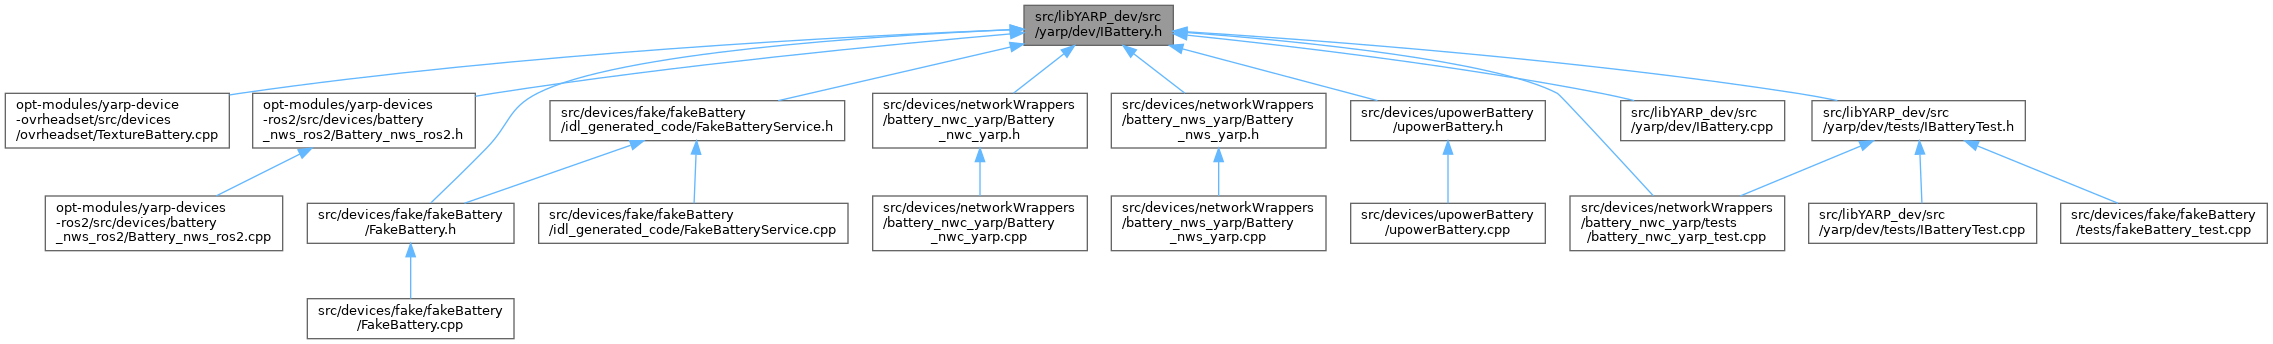 src/libYARP_dev/src
/yarp/dev/IBattery.h
opt-modules/yarp-device
-ovrheadset/src/devices
/ovrheadset/TextureBattery.cpp
opt-modules/yarp-devices
-ros2/src/devices/battery
_nws_ros2/Battery_nws_ros2.h
src/devices/fake/fakeBattery
/idl_generated_code/FakeBatteryService.h
src/devices/networkWrappers
/battery_nwc_yarp/Battery
_nwc_yarp.h
src/devices/networkWrappers
/battery_nws_yarp/Battery
_nws_yarp.h
src/devices/upowerBattery
/upowerBattery.h
src/libYARP_dev/src
/yarp/dev/IBattery.cpp
src/libYARP_dev/src
/yarp/dev/tests/IBatteryTest.h
opt-modules/yarp-devices
-ros2/src/devices/battery
_nws_ros2/Battery_nws_ros2.cpp
src/devices/fake/fakeBattery
/FakeBattery.h
src/devices/fake/fakeBattery
/idl_generated_code/FakeBatteryService.cpp
src/devices/networkWrappers
/battery_nwc_yarp/Battery
_nwc_yarp.cpp
src/devices/networkWrappers
/battery_nws_yarp/Battery
_nws_yarp.cpp
src/devices/upowerBattery
/upowerBattery.cpp
src/devices/networkWrappers
/battery_nwc_yarp/tests
/battery_nwc_yarp_test.cpp
src/libYARP_dev/src
/yarp/dev/tests/IBatteryTest.cpp
src/devices/fake/fakeBattery
/tests/fakeBattery_test.cpp
src/devices/fake/fakeBattery
/FakeBattery.cpp